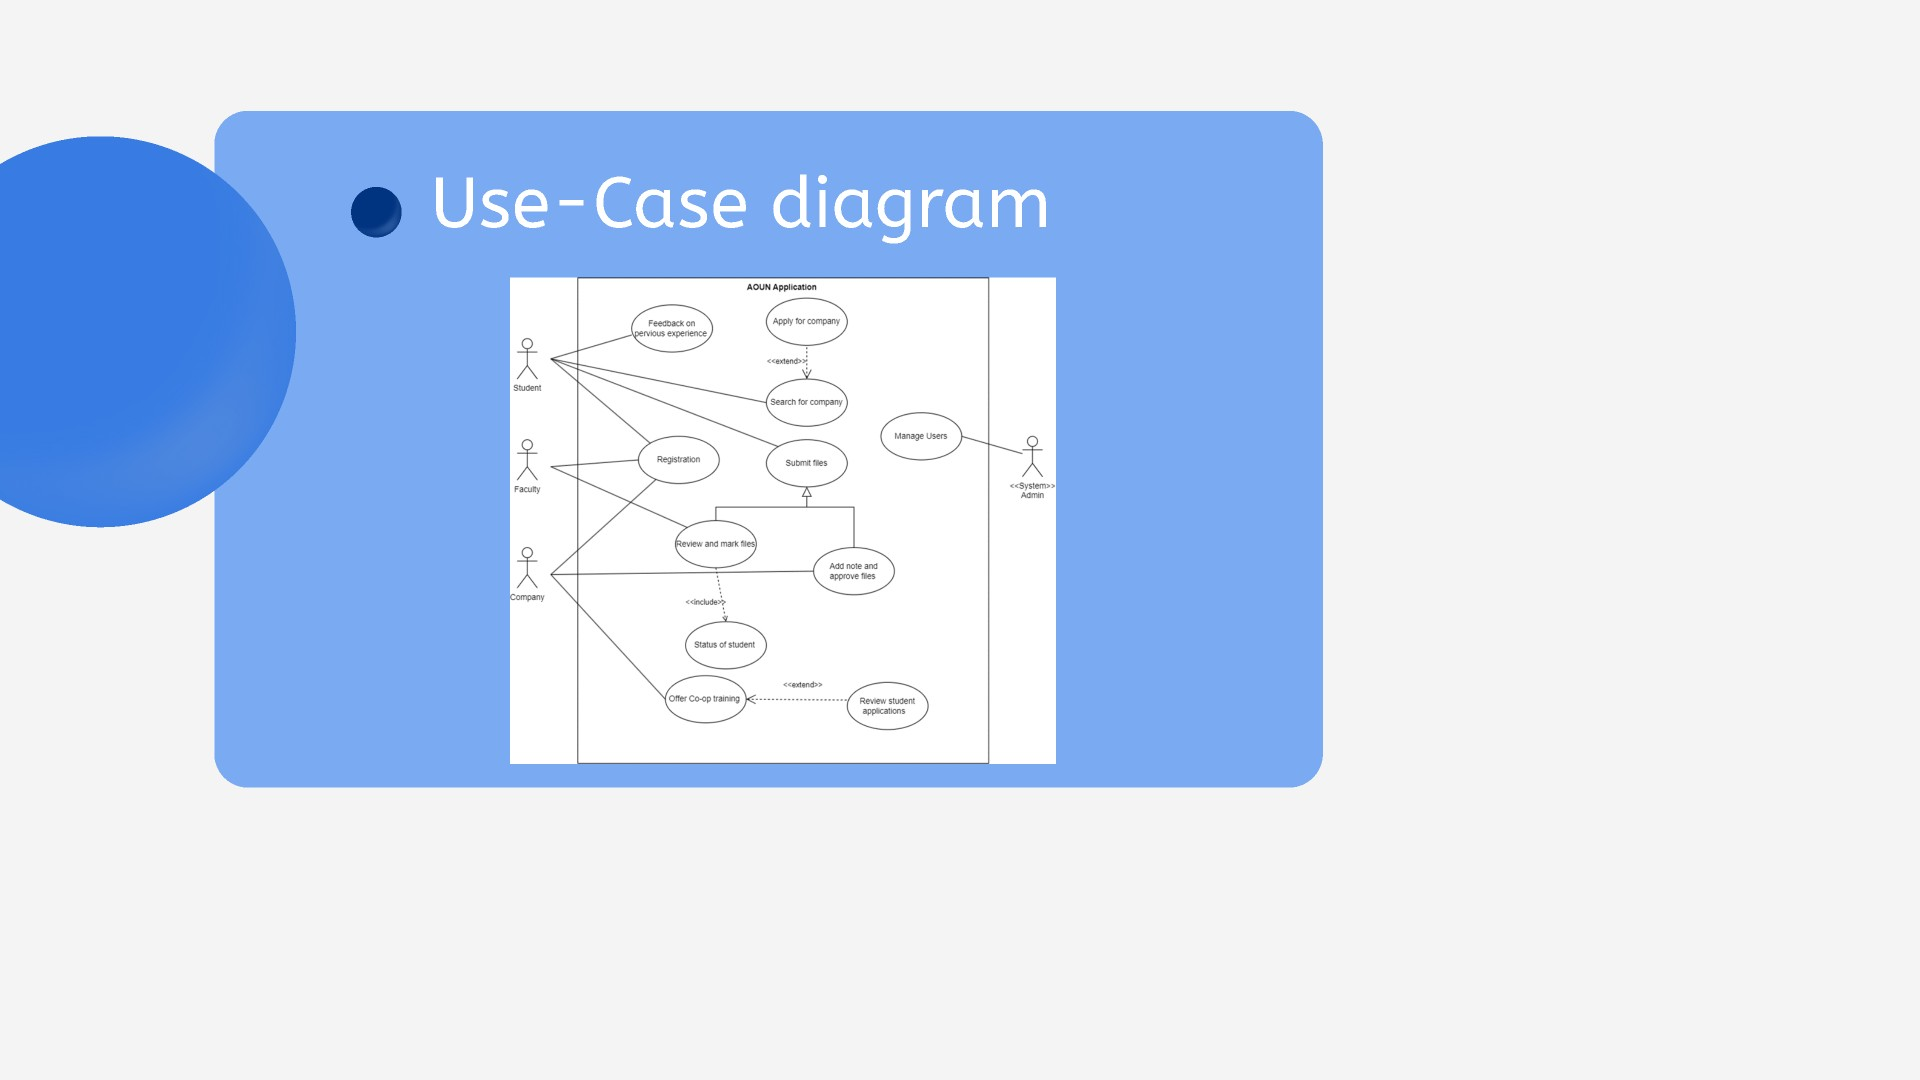 Use-Case diagram
AOUN Application
Feedback on
pervious experience
Apply for company
<<extend>>
Student
Search for company
Manage Users
Registration
Submit files
Faculty
<<System>>
Admin
Review and mark files
Add note and
approve files
Company
<<include>>
Status of student
Offer Co-op training
<<extend>>
Review student
applications